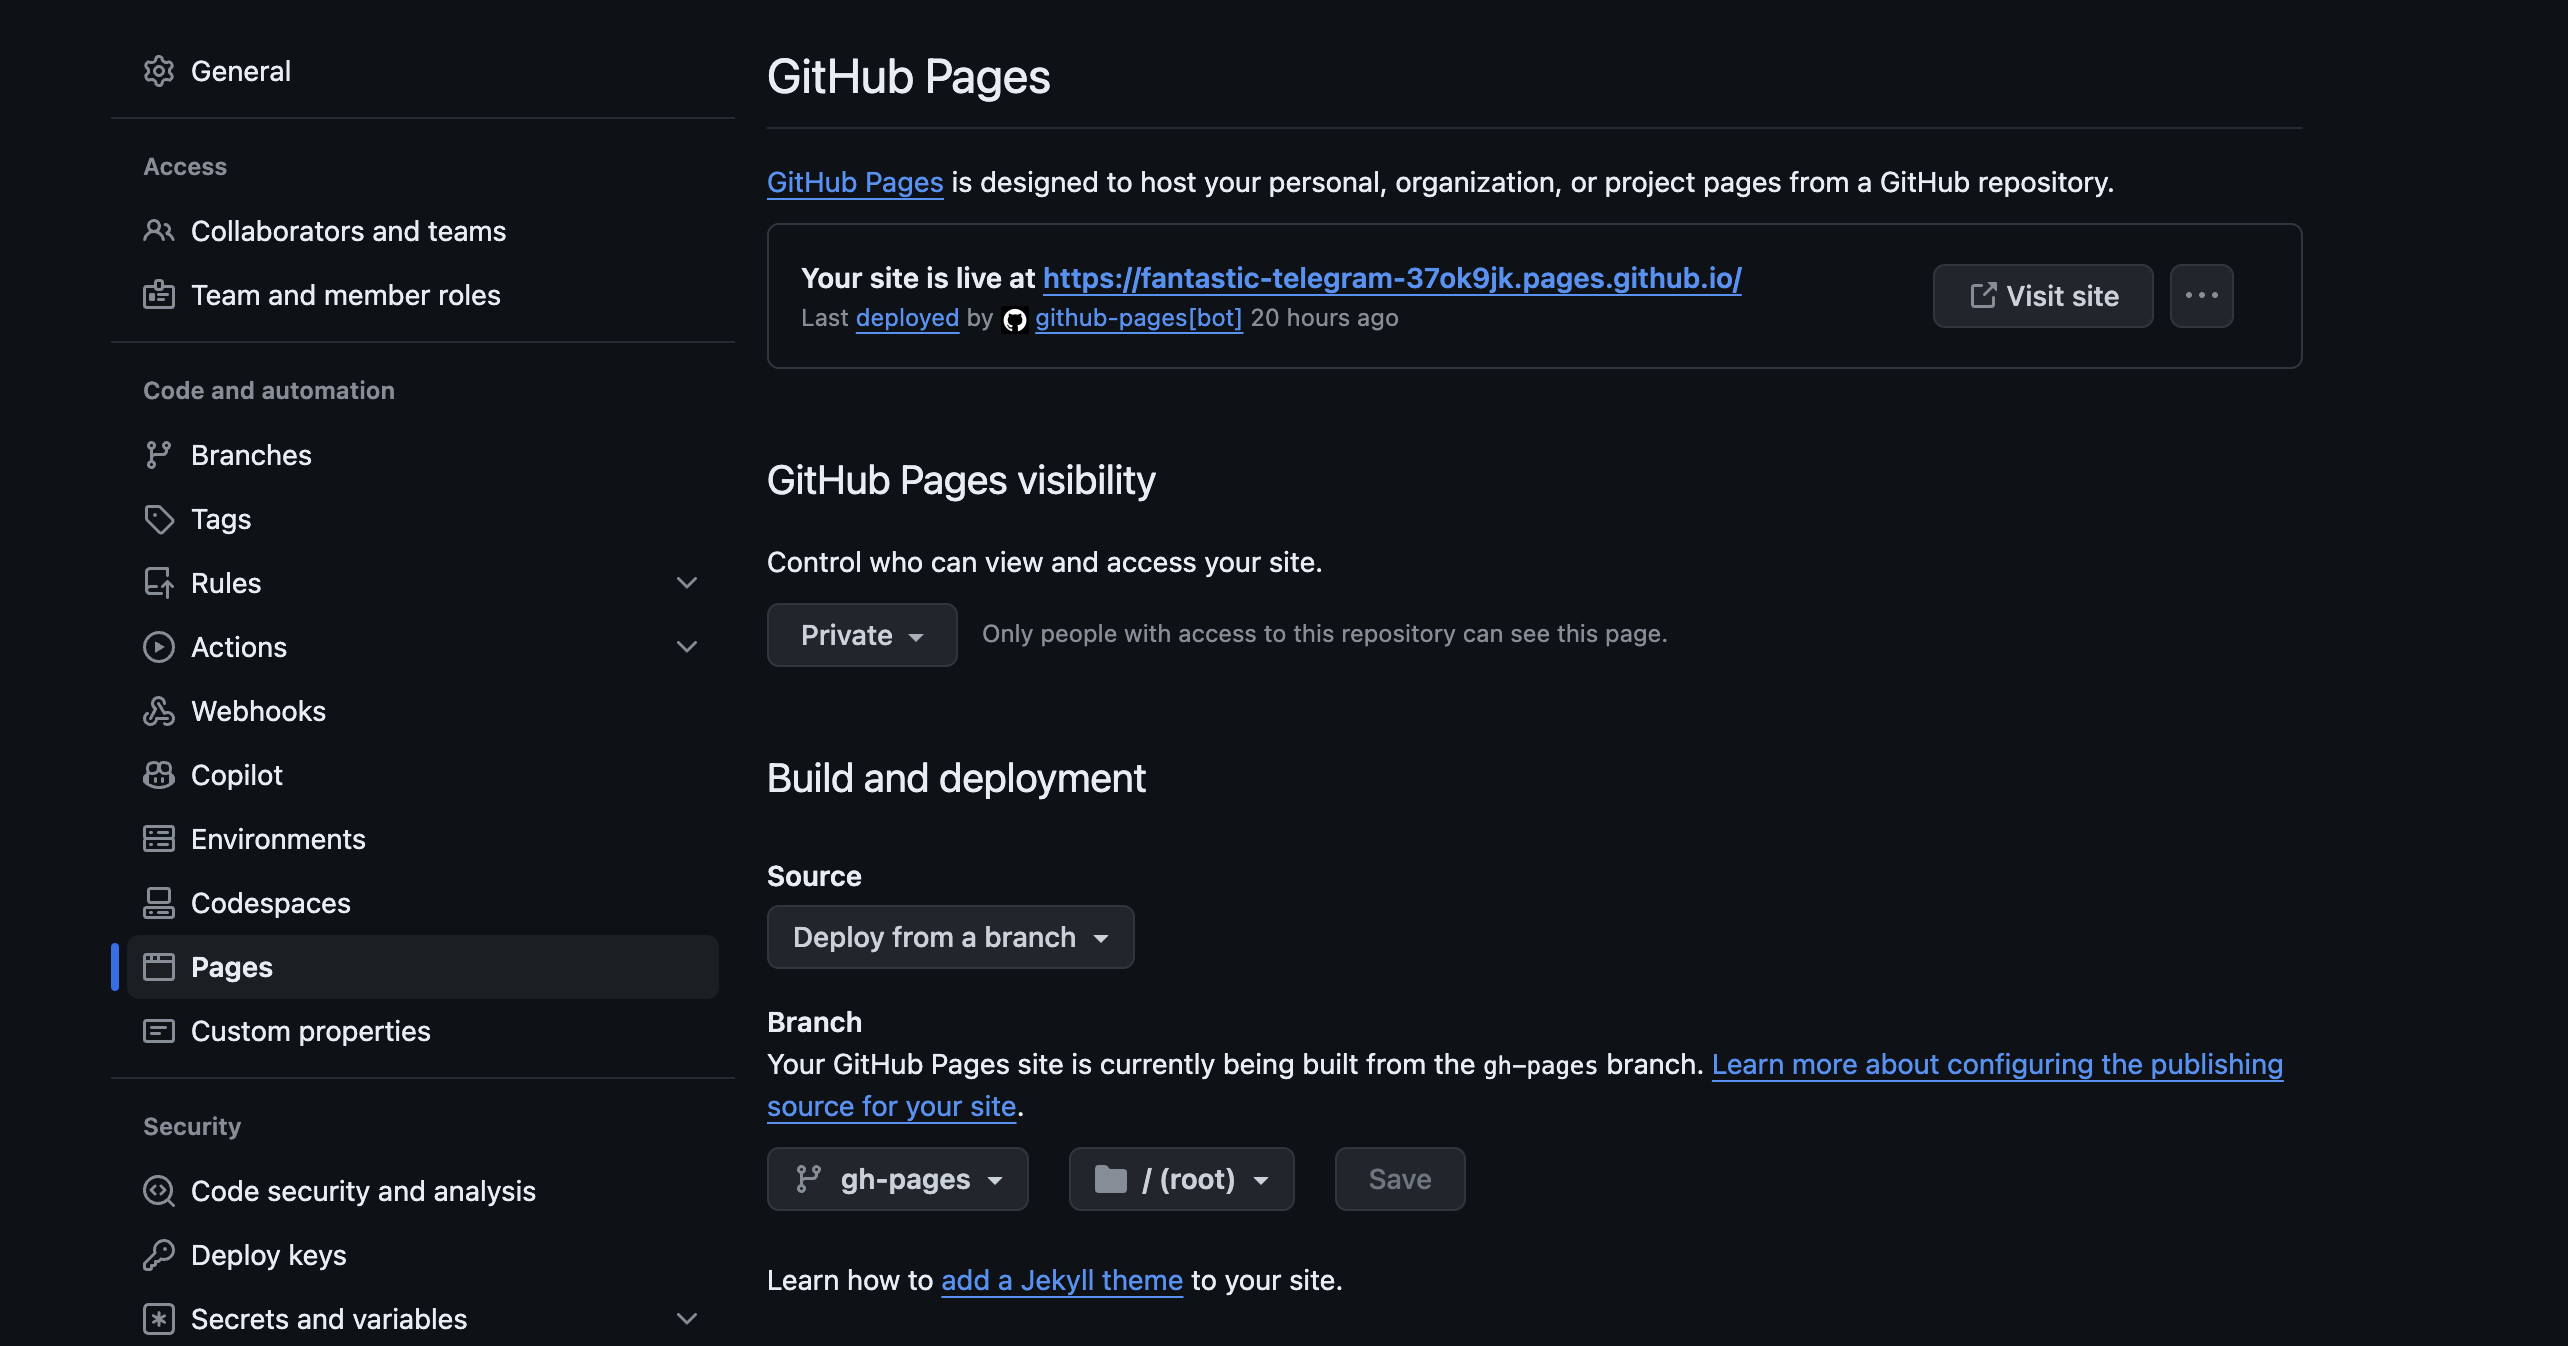 General
Access
Collaborators and teams
Team and member roles
Code and automation
Branches
Tags
Rules
Actions
Webhooks
Copilot
Environments
Codespaces
Pages
Custom properties
Security
Code security and analysis
Deploy keys
Secrets and variables
GitHub Pages
GitHub Pages is designed to host your personal, organization, or project pages from a GitHub repository.
Your site is live at https://fantastic-telegram-37ok9jk.pages.github.io/
Last deployed by github-pages[bot] 20 hours ago
Visit site
GitHub Pages visibility
Control who can view and access your site.
Private
Only people with access to this repository can see this page.
Build and deployment
Source
Deploy from a branch
Branch
Your GitHub Pages site is currently being built from the gh-pages branch. Learn more about configuring the publishing
source for your site.
gh-pages
/ (root)
Save
Learn how to add a Jekyll theme to your site.